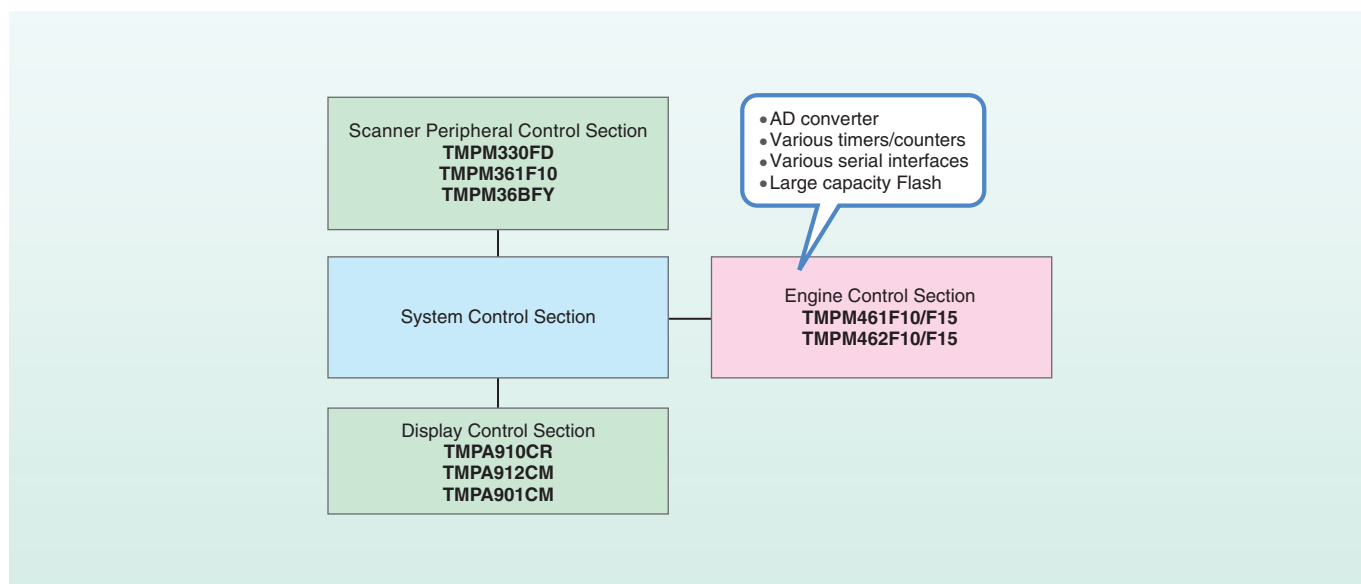 Scanner Peripheral Control Section
TMPM330FD
TMPM361F10
TMPM36BFY
•AD converter
•Various timers/counters
•Various serial interfaces
•Large capacity Flash
System Control Section
Engine Control Section
TMPM461F10/F15
TMPM462F10/F15
Display Control Section
TMPA910CR
TMPA912CM
TMPA901CM